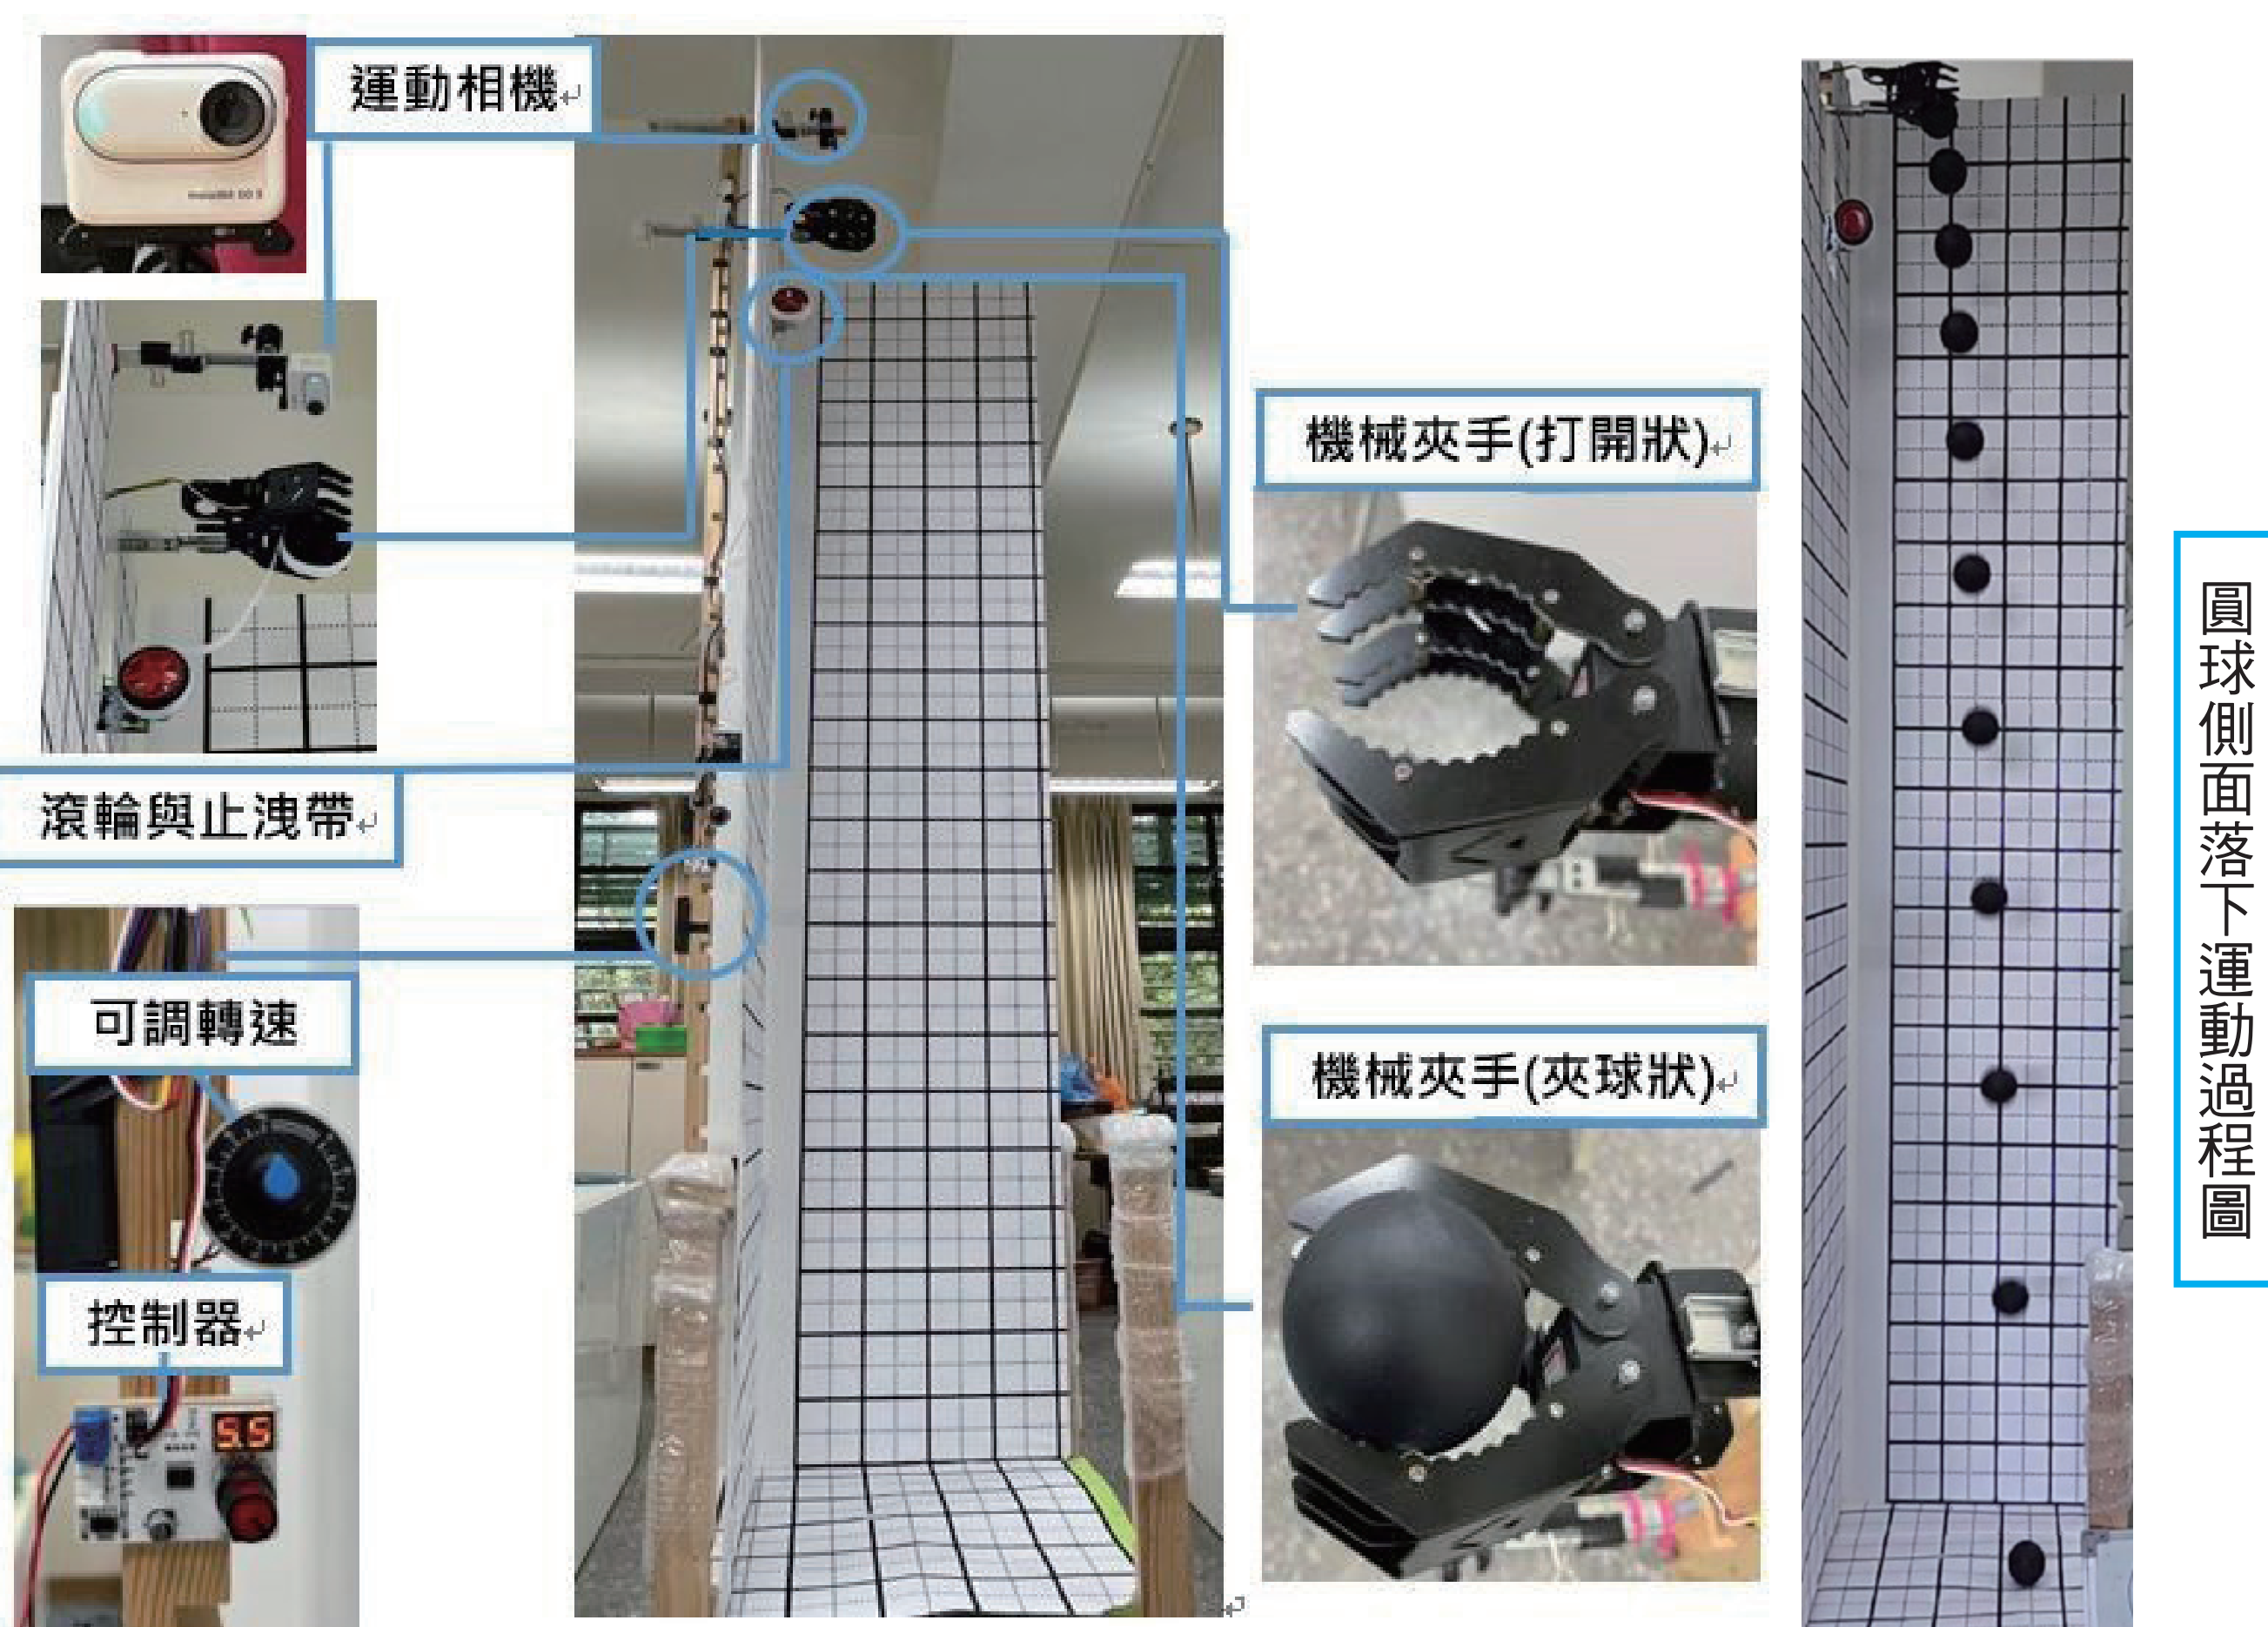 運動相機
滾輪與止洩帶
可調轉速
控制器
5.5
機械夾手(打開狀)
機械夾手(夾球狀)
圓球側面落下運動過程圖